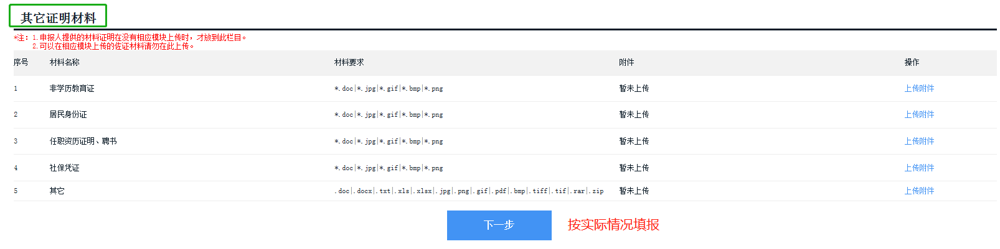 其它证明材料
*注：1.申报人提供的材料证明在没有相应模块上传时，才放到此栏目。
2.可以在相应模块上传的佐证材料请勿在此上传。
序号 材料名称 材料要求 附件 操作
1 非学历教育证 *.doc|*.jpg|*.gif|*.bmp|*.png 暂未上传 上传附件
2 居民身份证 *.doc|*.jpg|*.gif|*.bmp|*.png 暂未上传 上传附件
3 任职资历证明、聘书 *.doc|*.jpg|*.gif|*.bmp|*.png 暂未上传 上传附件
4 社保凭证 *.doc|*.jpg|*.gif|*.bmp|*.png 暂未上传 上传附件
5 其它 .doc|.docx|.txt|.xls|.xlsx|.jpg|.png|.gif|.pdf|.bmp|.tiff|.tif|.rar|.zip 暂未上传 上传附件
下一步 按实际情况填报